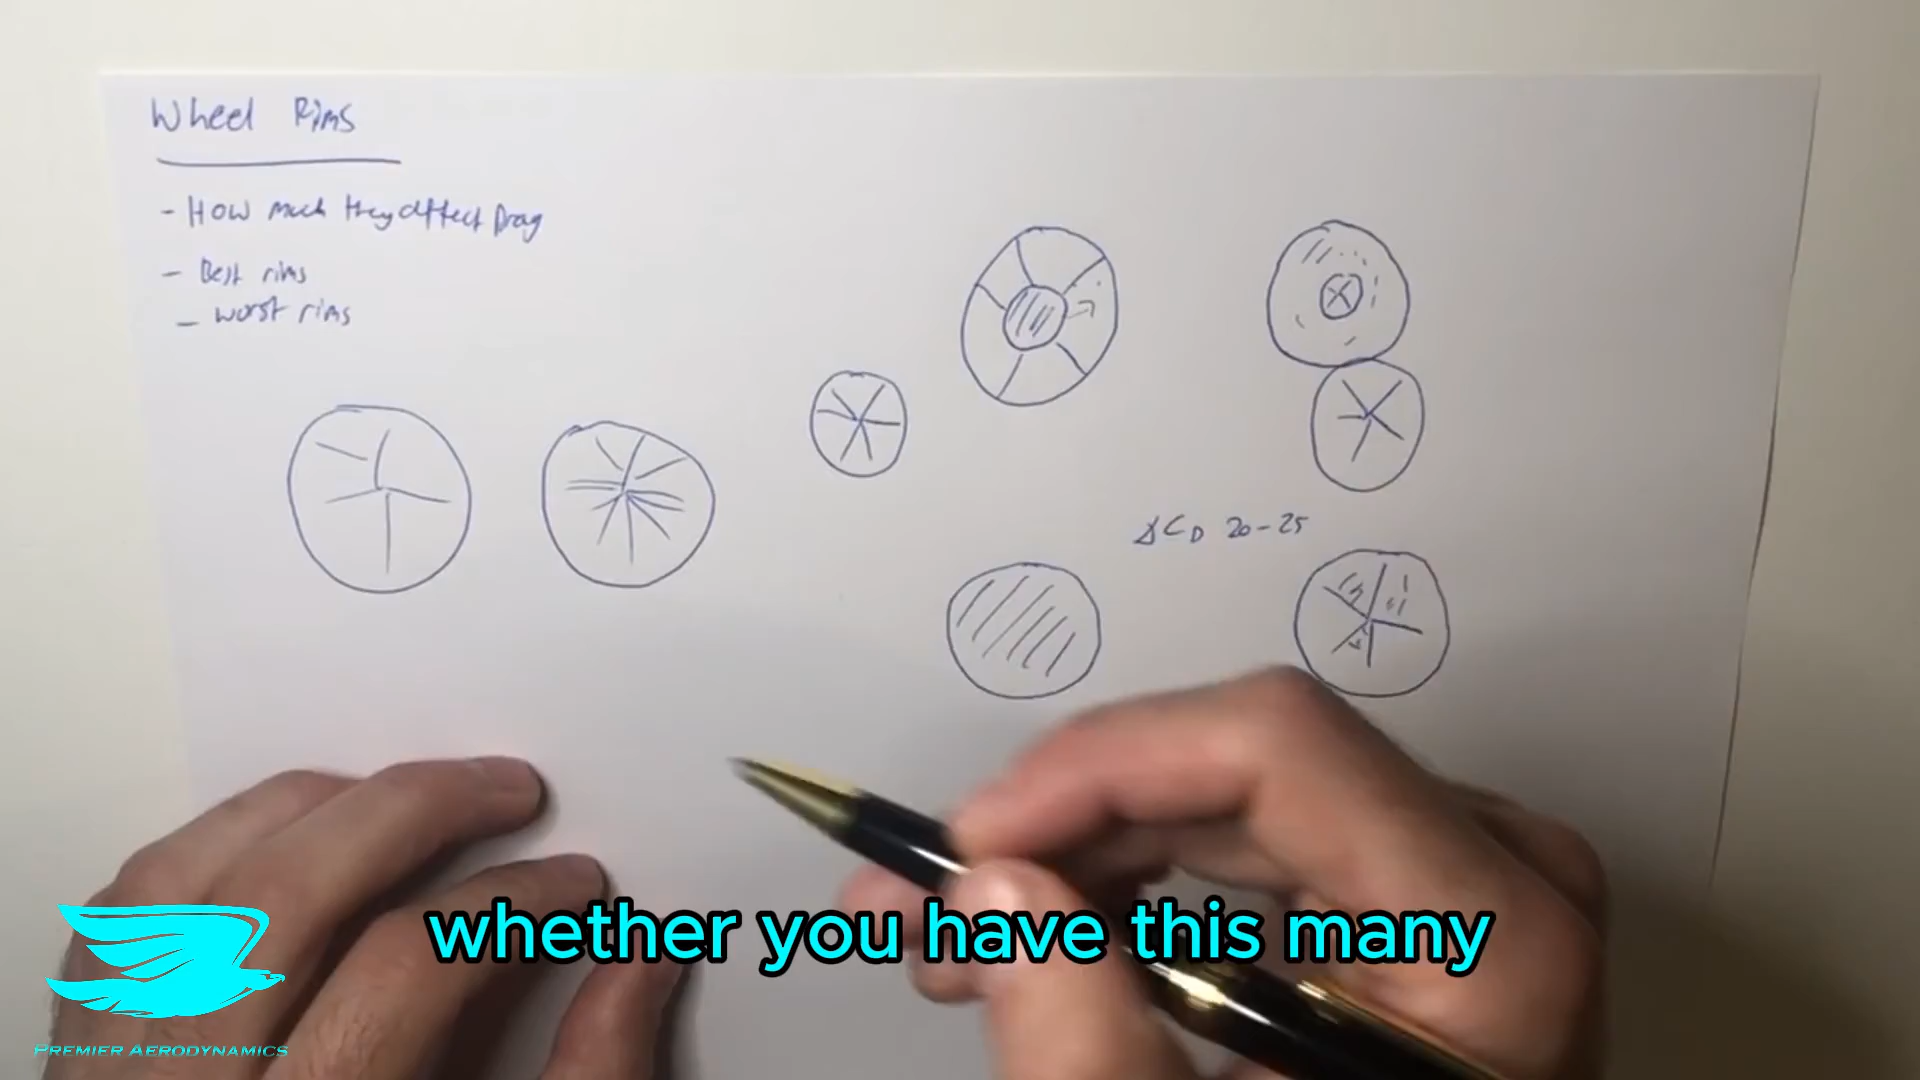 Wheel Rims
- How much they affect Drag
- Best rims
- worst rims
ΔCD 20-25
whether you have this many
PREMIER AERODYNAMICS